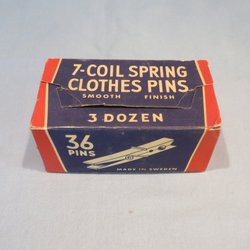 7-COIL SPRING
CLOTHES PINS
SMOOTH FINISH
3 DOZEN
36
PINS
MADE IN SWEDEN